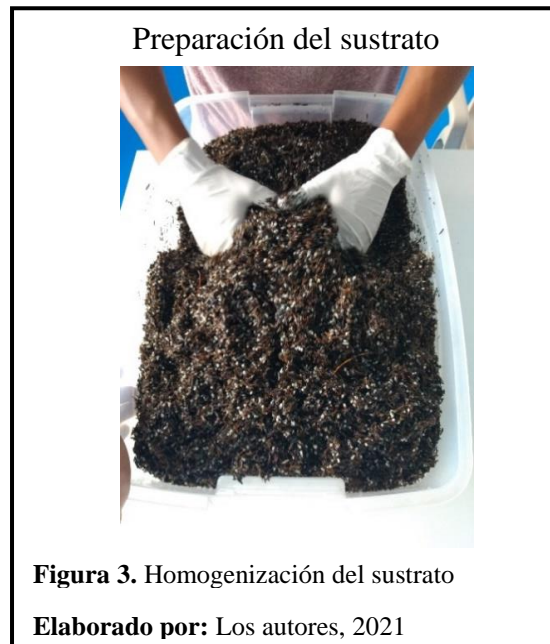 Preparación del sustrato
Figura 3. Homogenización del sustrato
Elaborado por: Los autores, 2021